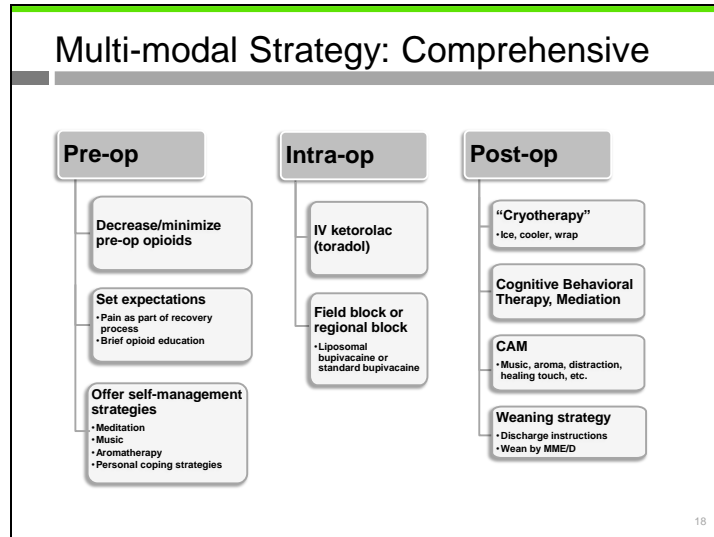 Multi-modal Strategy: Comprehensive
Pre-op
Decrease/minimize
pre-op opioids
Set expectations
•Pain as part of recovery
process
•Brief opioid education
Offer self-management
strategies
•Meditation
•Music
•Aromatherapy
•Personal coping strategies
Intra-op
IV ketorolac
(toradol)
Field block or
regional block
•Liposomal
bupivacaine or
standard bupivacaine
Post-op
“Cryotherapy”
•Ice, cooler, wrap
Cognitive Behavioral
Therapy, Mediation
CAM
•Music, aroma, distraction,
healing touch, etc.
Weaning strategy
•Discharge instructions
•Wean by MME/D
18